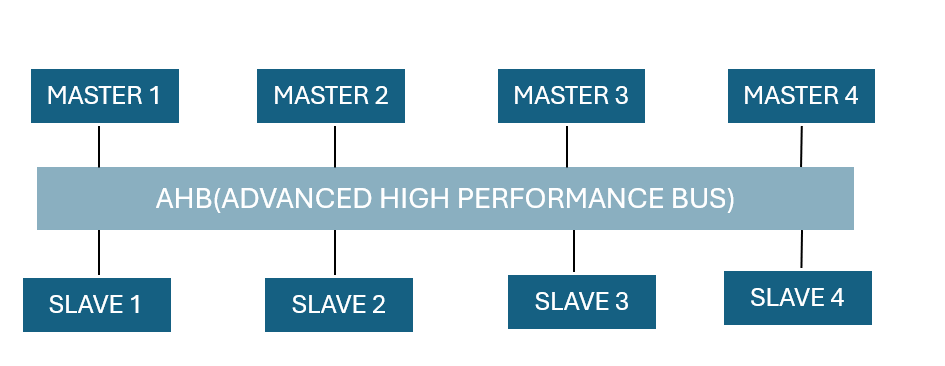 MASTER 1
MASTER 2
MASTER 3
MASTER 4
AHB(ADVANCED HIGH PERFORMANCE BUS)
SLAVE 1
SLAVE 2
SLAVE 3
SLAVE 4